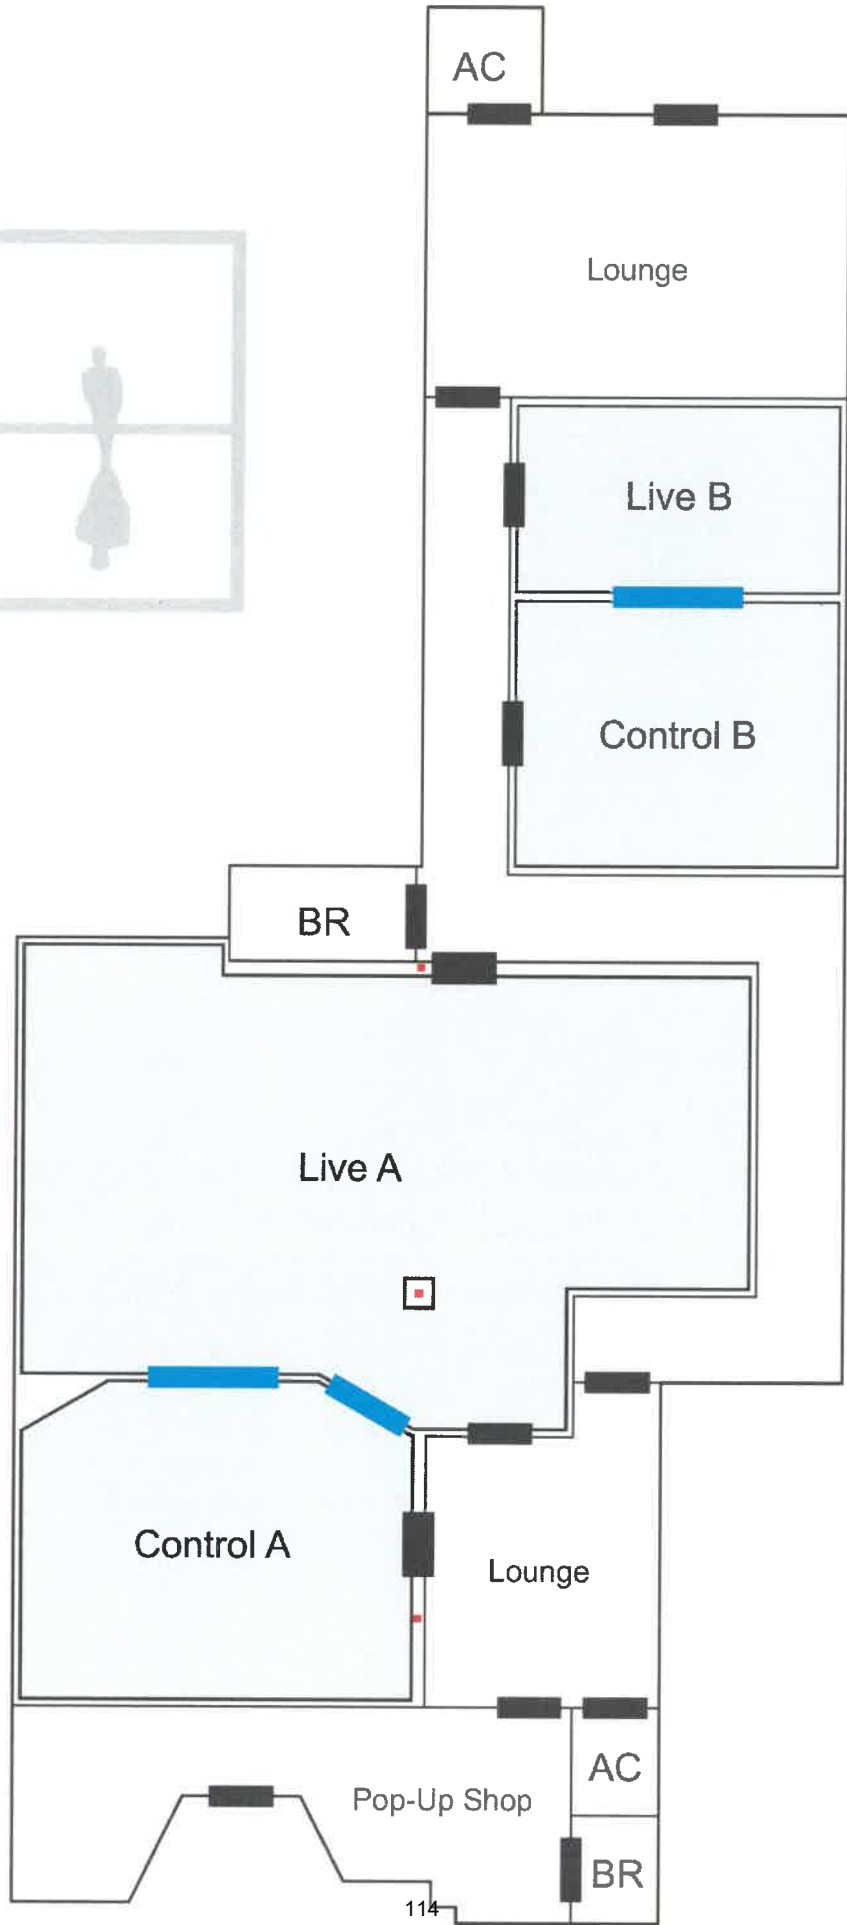 AC
Lounge
Live B
Control B
BR
Live A
Control A
Lounge
AC
Pop-Up Shop
BR
114